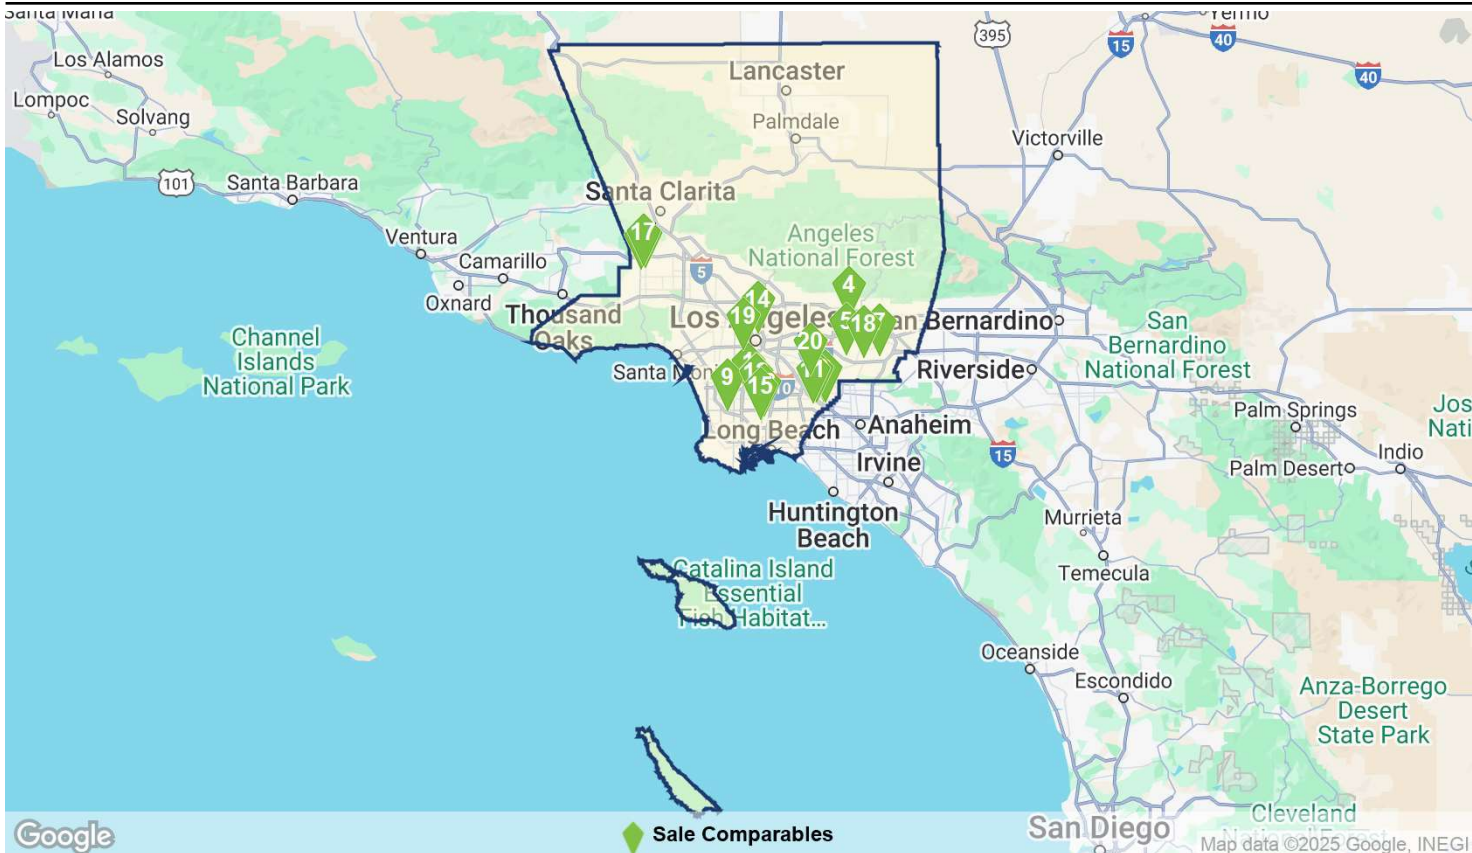 Santa Maria
Yermo
395
15
40
40
Los Alamos
Lancaster
Lompoc
Solvang
Palmdale
Victorville
101
Santa Barbara
Santa Clarita
Ventura
17
Angeles
National Forest
Camarillo
5
4
Oxnard
14
Thousand
Oaks
19
Los Angeles
5
18
7
San Bernardino
San
Bernardino
National Forest
Channel
Islands
National Park
20
Riverside
9
15
11
10
Long Beach
Anaheim
Palm Springs
Irvine
15
Indio
Palm Desert
Huntington
Beach
Murrieta
Temecula
Catalina Island
Essential
Fish Habitat...
Oceanside
Escondido
Anza-Borrego
Desert
State Park
Cleveland
San Diego
Google
Sale Comparables
Map data ©2025 Google, INEGI